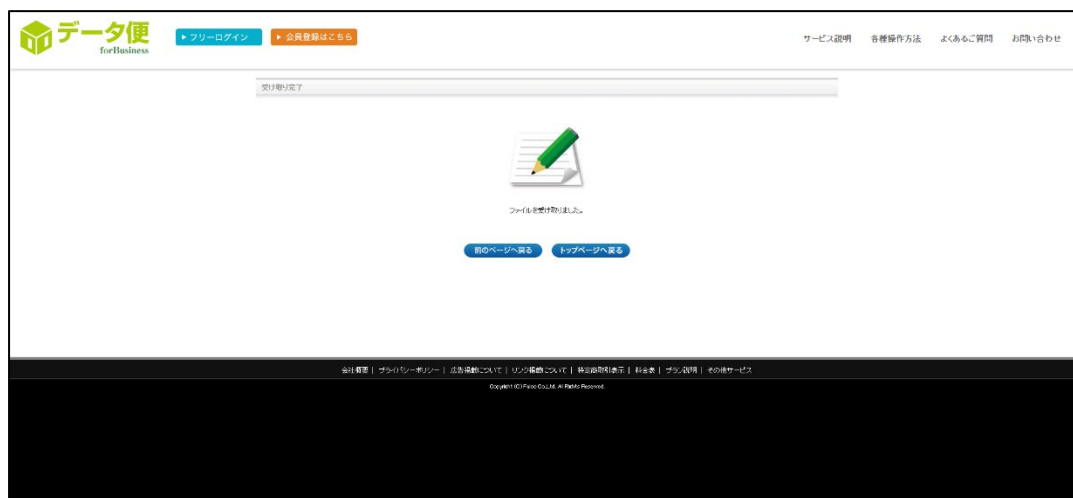 データ便
forBusiness
フリーログイン
会員登録はこちら
サービス説明
各種操作方法
よくあるご質問
お問い合わせ
受け取り完了
ファイルを受け取りました。
前のページへ戻る
トップページへ戻る
会社概要 | プライバシーポリシー | 広告掲載について | リンク掲載について | 特定商取引表示 | 料金表 | プラン説明 | その他サービス
Copyright (C) Falco Co.,Ltd. All Rights Reserved.